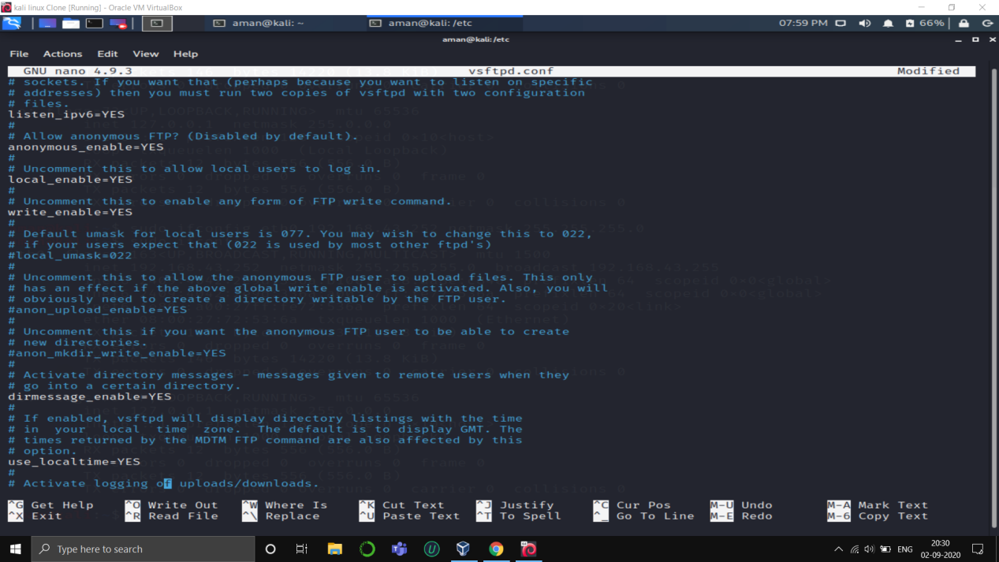 kali linux Clone [Running] - Oracle VM VirtualBox
aman@kali: ~
aman@kali: /etc
07:59 PM
66%
aman@kali: /etc
File Actions Edit View Help
GNU nano 4.9.3 vsftpd.conf Modified
# sockets. If you want that (perhaps because you want to listen on specific
# addresses) then you must run two copies of vsftpd with two configuration
# files.
listen_ipv6=YES
#
# Allow anonymous FTP? (Disabled by default).
anonymous_enable=YES
#
# Uncomment this to allow local users to log in.
local_enable=YES
#
# Uncomment this to enable any form of FTP write command.
write_enable=YES
#
# Default umask for local users is 077. You may wish to change this to 022,
# if your users expect that (022 is used by most other ftpd's)
#local_umask=022
#
# Uncomment this to allow the anonymous FTP user to upload files. This only
# has an effect if the above global write enable is activated. Also, you will
# obviously need to create a directory writable by the FTP user.
#anon_upload_enable=YES
#
# Uncomment this if you want the anonymous FTP user to be able to create
# new directories.
#anon_mkdir_write_enable=YES
#
# Activate directory messages - messages given to remote users when they
# go into a certain directory.
dirmessage_enable=YES
#
# If enabled, vsftpd will display directory listings with the time
# in your local time zone. The default is to display GMT. The
# times returned by the MDTM FTP command are also affected by this
# option.
use_localtime=YES
#
# Activate logging of uploads/downloads.
^G Get Help ^O Write Out ^W Where Is ^K Cut Text ^J Justify ^C Cur Pos M-U Undo M-A Mark Text
^X Exit ^R Read File ^\ Replace ^U Paste Text ^T To Spell ^_ Go To Line M-E Redo M-6 Copy Text
Type here to search
ENG
20:30
02-09-2020